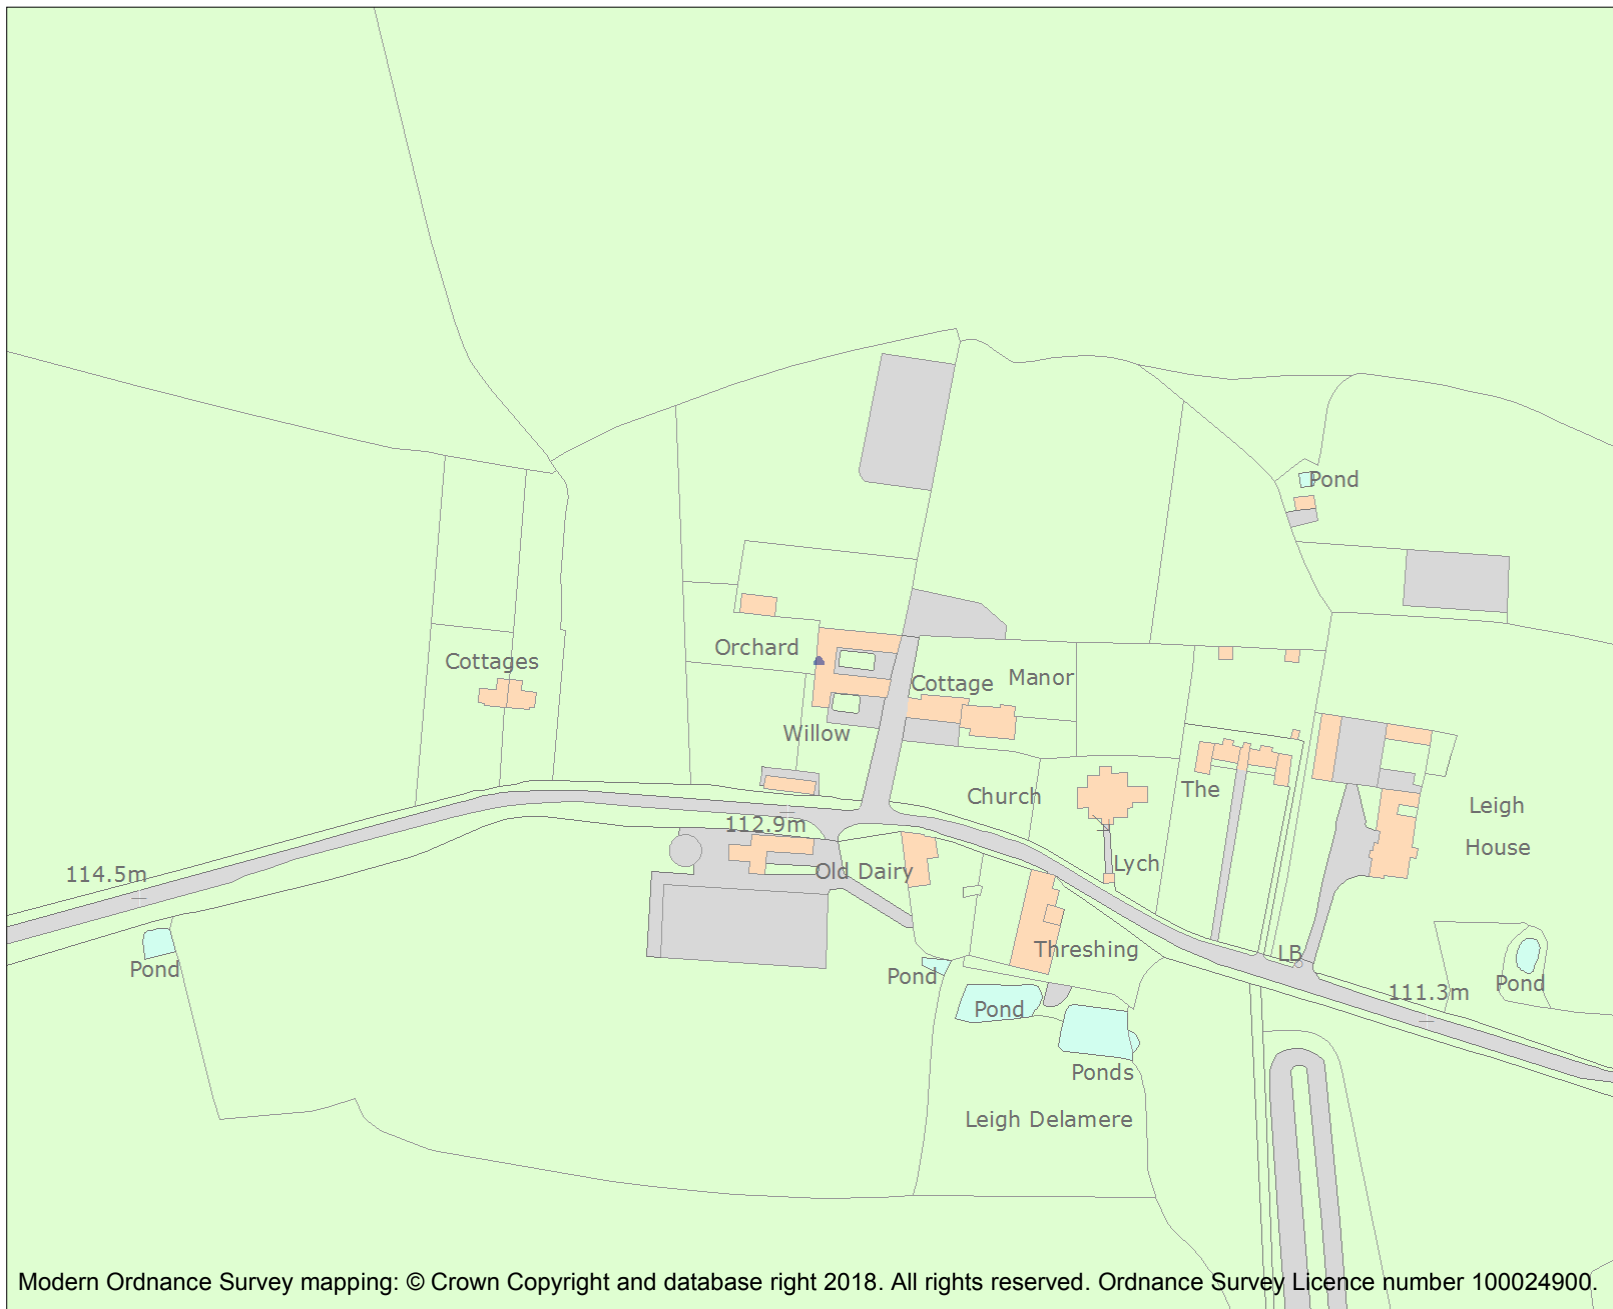 Pond
Orchard
Cottages
Manor
Cottage
Willow
The
Church
Leigh
112.9m
House
Lych
114.5m
Old Dairy
Threshing
LB
Pond
Pond
Pond
111.3m
Pond
Ponds
Leigh Delamere
Modern Ordnance Survey mapping: © Crown Copyright and database right 2018. All rights reserved. Ordnance Survey Licence number 100024900.